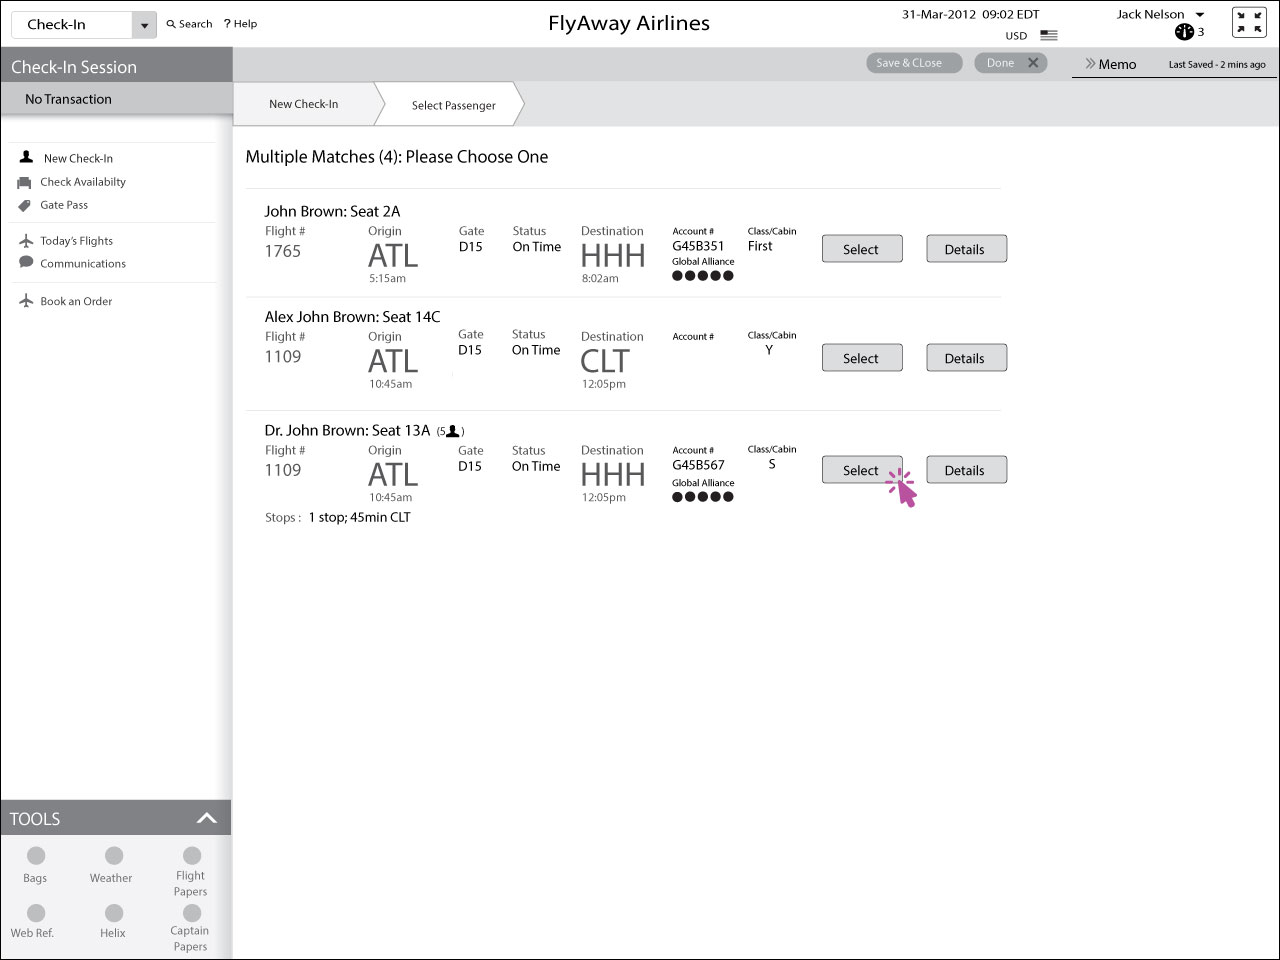 Check-In
Search
? Help
FlyAway Airlines
31-Mar-2012 09:02 EDT
USD
Jack Nelson
3
Check-In Session
Save & CLose
Done
Memo
Last Saved - 2 mins ago
No Transaction
New Check-In
Select Passenger
New Check-In
Check Availabilty
Gate Pass
Today's Flights
Communications
Book an Order
Multiple Matches (4): Please Choose One
John Brown: Seat 2A
Flight # Origin Gate Status Destination Account # Class/Cabin
1765 ATL D15 On Time HHH G45B351 First
Global Alliance
5:15am 8:02am
Select Details
Alex John Brown: Seat 14C
Flight # Origin Gate Status Destination Account # Class/Cabin
1109 ATL D15 On Time CLT Y
10:45am 12:05pm
Select Details
Dr. John Brown: Seat 13A (5 )
Flight # Origin Gate Status Destination Account # Class/Cabin
1109 ATL D15 On Time HHH G45B567 S
Global Alliance
10:45am 12:05pm
Select Details
Stops : 1 stop; 45min CLT
TOOLS
Bags
Weather
Flight
Papers
Web Ref.
Helix
Captain
Papers